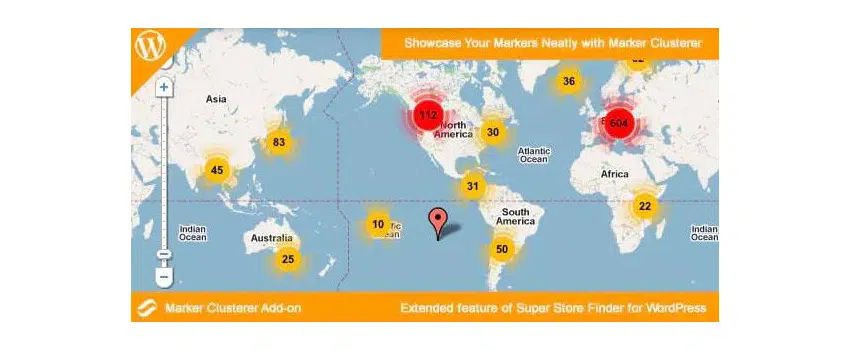 Showcase Your Markers Neatly with Marker Clusterer
36
Asia
112
North
America
30
604
83
Atlantic
Ocean
45
Africa
31
22
South
America
10
Indian
Ocean
Australia
50
Indian
Ocean
25
Marker Clusterer Add-on
Extended feature of Super Store Finder for WordPress